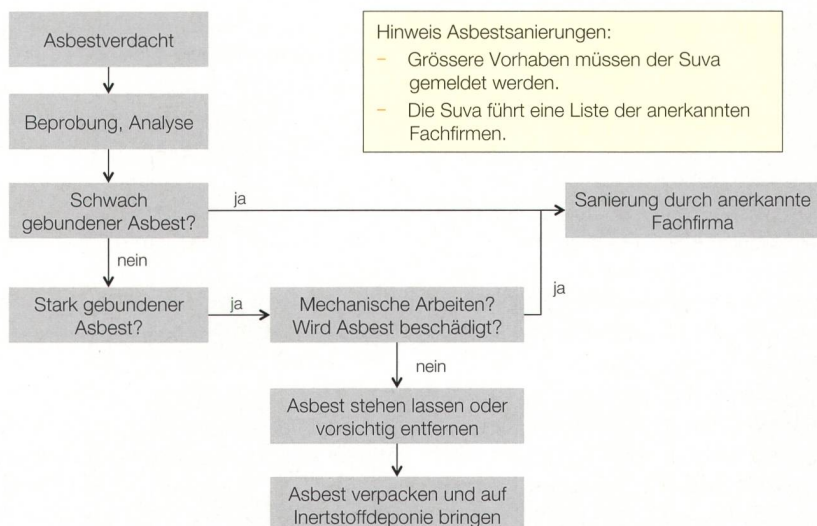 Asbestverdacht
Hinweis Asbestsanierungen:
– Grössere Vorhaben müssen der Suva
gemeldet werden.
– Die Suva führt eine Liste der anerkannten
Fachfirmen.
Beprobung, Analyse
Schwach
gebundener Asbest?
ja
Sanierung durch anerkannte
Fachfirma
nein
Stark gebundener
Asbest?
ja
Mechanische Arbeiten?
Wird Asbest beschädigt?
ja
nein
Asbest stehen lassen oder
vorsichtig entfernen
Asbest verpacken und auf
Inertstoffdeponie bringen